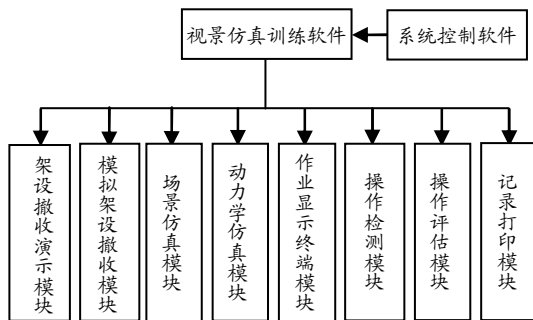 视景仿真训练软件
系统控制软件
架设撤收演示模块
模拟架设撤收模块
场景仿真模块
动力学仿真模块
作业显示终端模块
操作检测模块
操作评估模块
记录打印模块